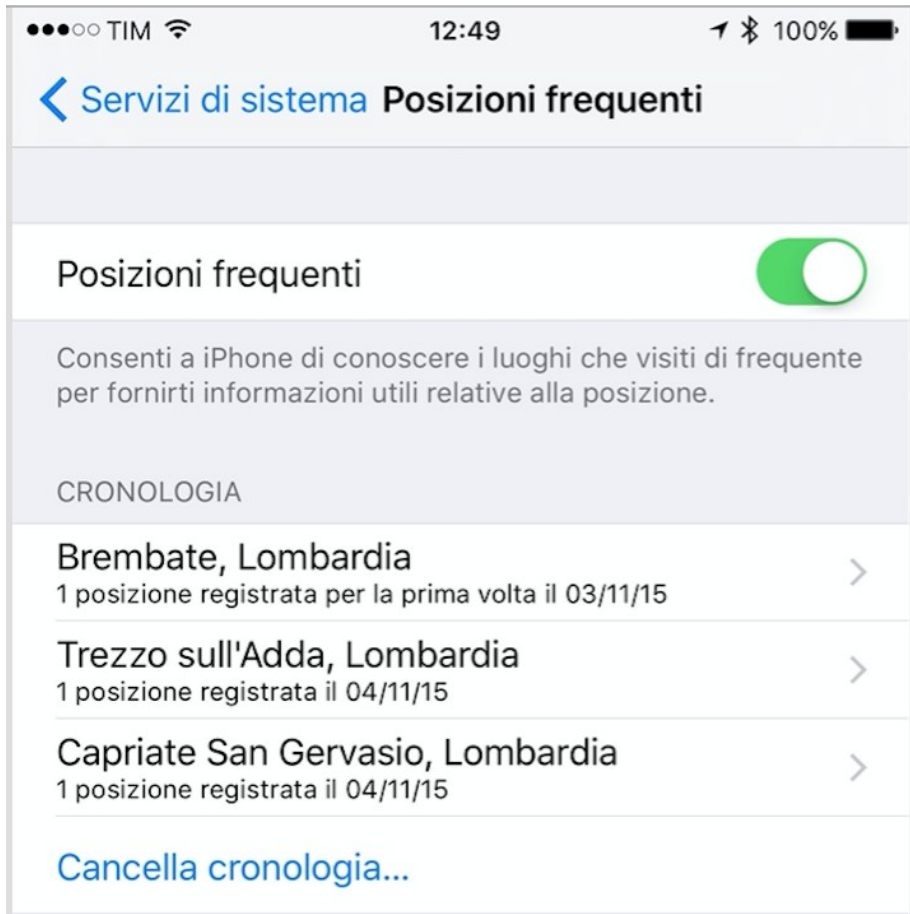 TIM 12:49 100%
Servizi di sistema Posizioni frequenti
Posizioni frequenti
Consenti a iPhone di conoscere i luoghi che visiti di frequente
per fornirti informazioni utili relative alla posizione.
CRONOLOGIA
Brembate, Lombardia
1 posizione registrata per la prima volta il 03/11/15
Trezzo sull'Adda, Lombardia
1 posizione registrata il 04/11/15
Capriate San Gervasio, Lombardia
1 posizione registrata il 04/11/15
Cancella cronologia...